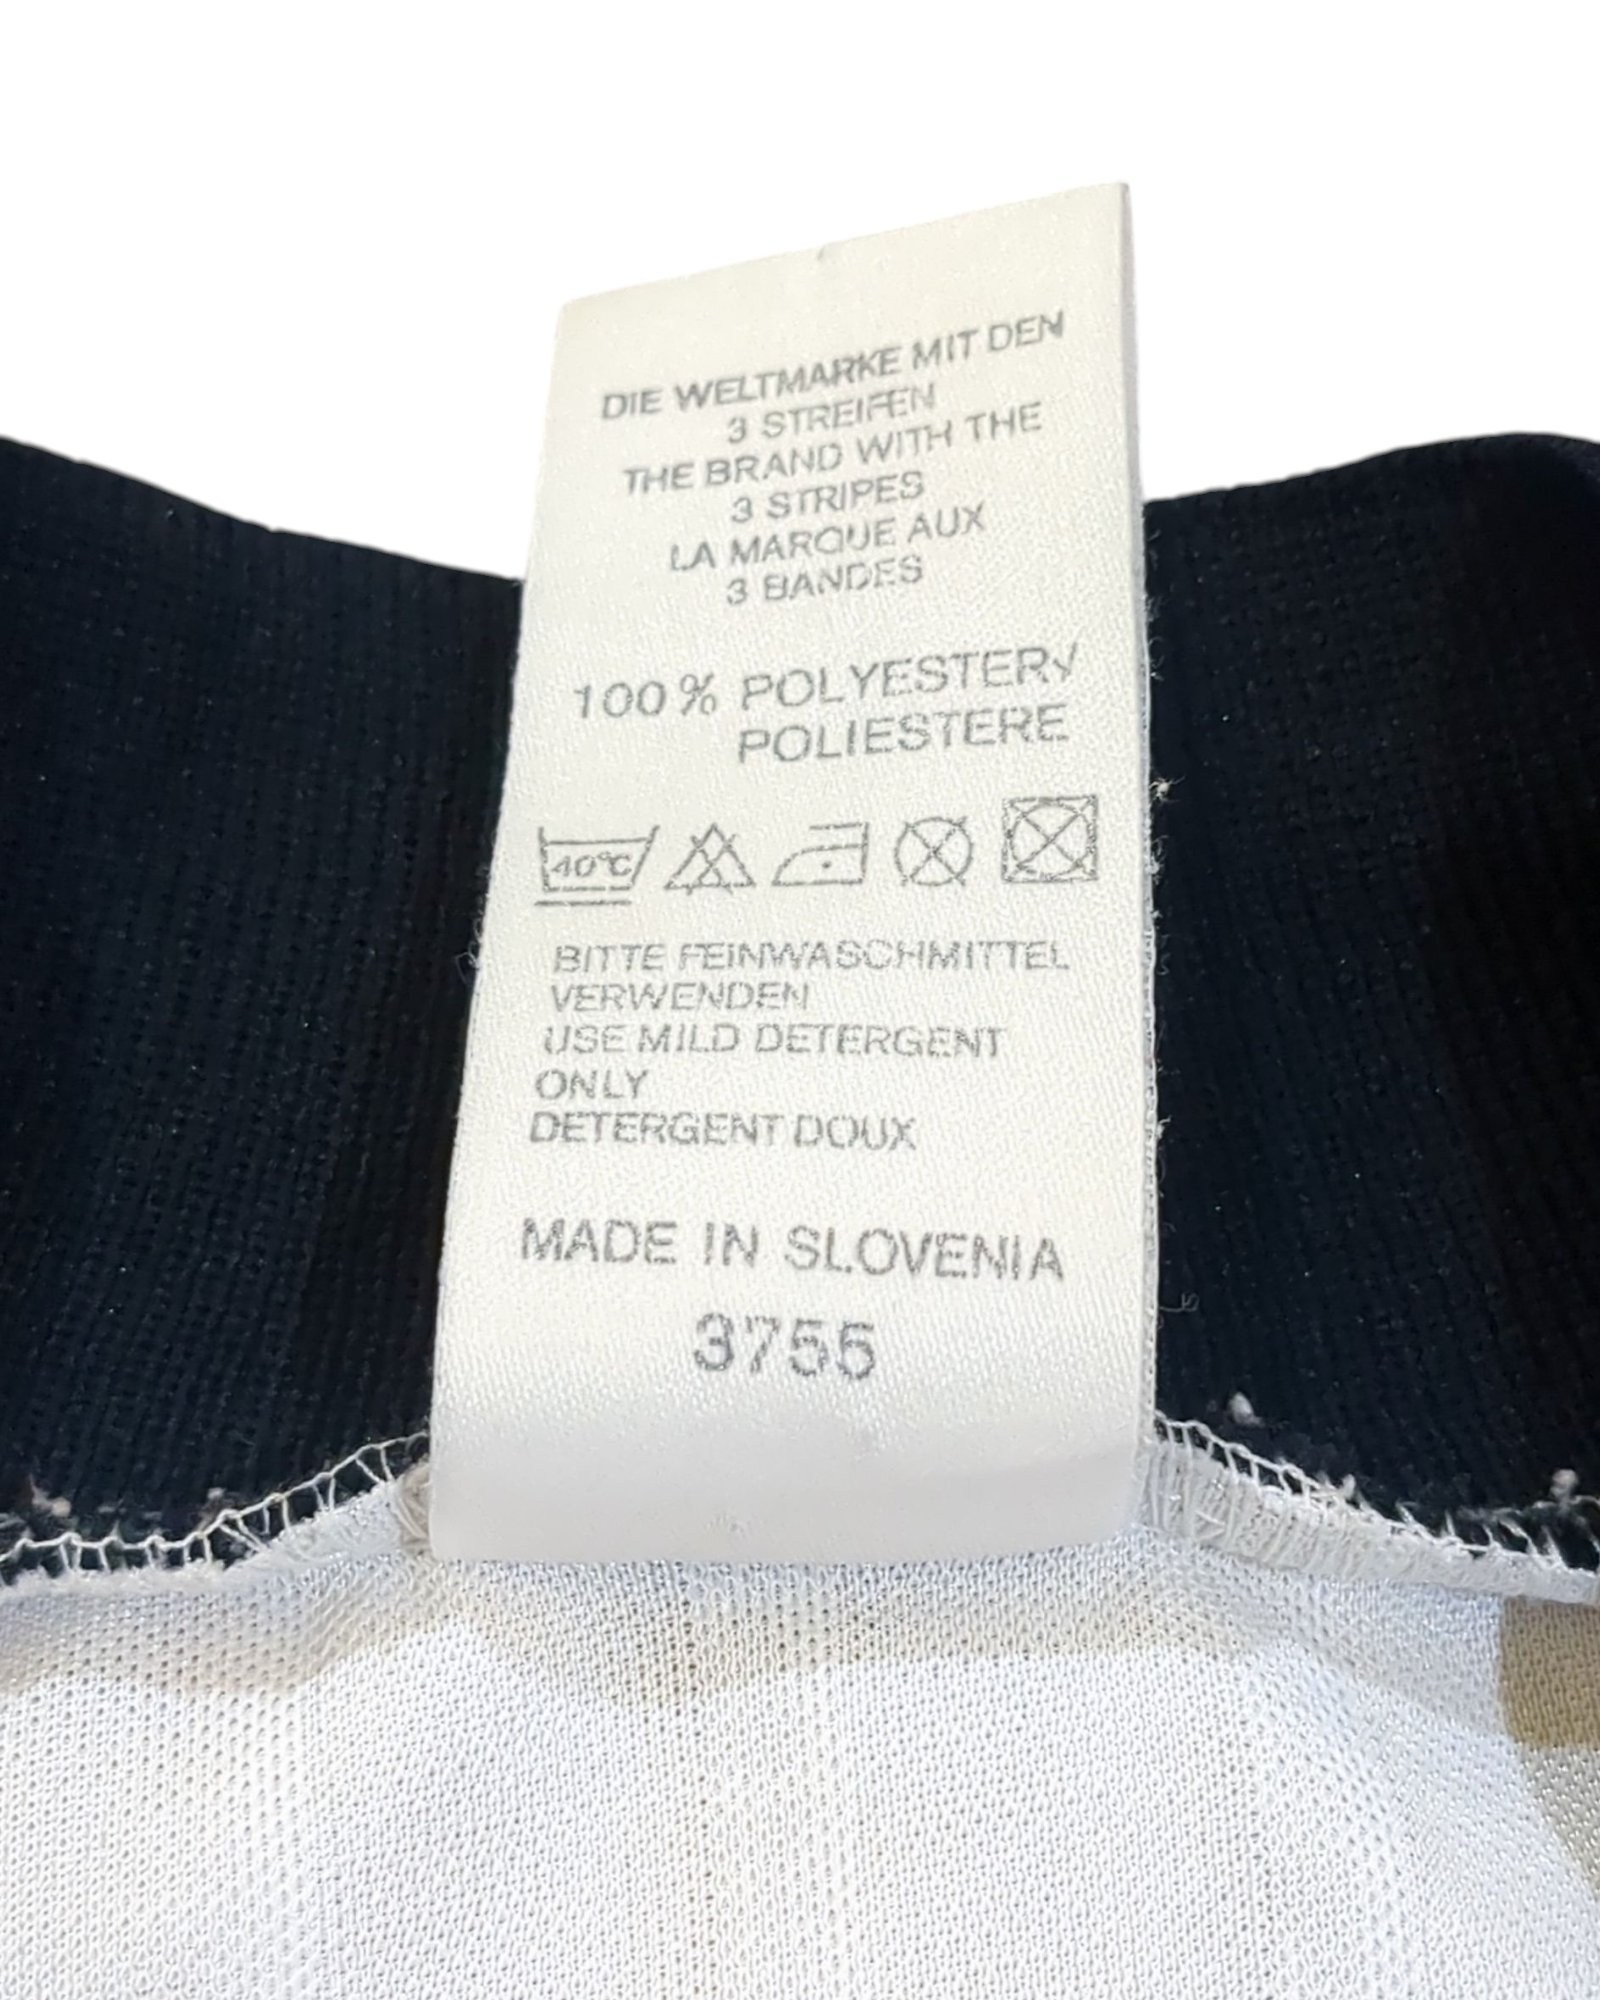 DIE WELTMARKE MIT DEN
3 STREIFEN
THE BRAND WITH THE
3 STRIPES
LA MARQUE AUX
3 BANDES
100% POLYESTER/
POLIESTERE
40°C
BITTE FEINWASCHMITTEL
VERWENDEN
USE MILD DETERGENT
ONLY
DETERGENT DOUX
MADE IN SLOVENIA
3755